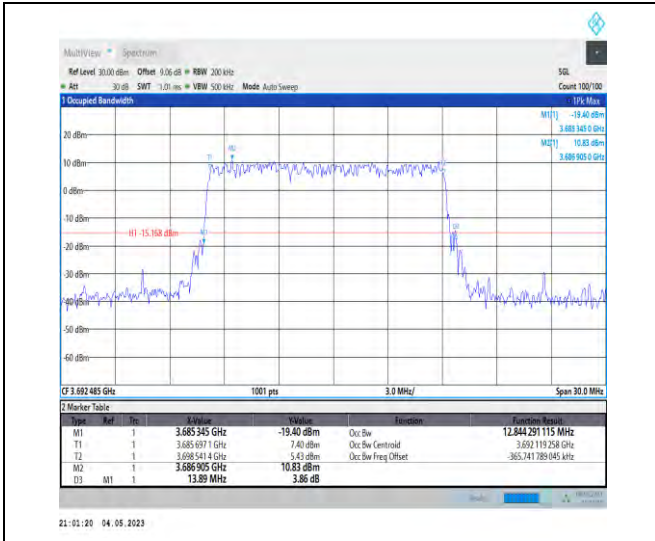 MultiView Spectrum
Ref Level 30.00 dBm Offset 9.06 dB RBW 200 kHz SGL
Att 30 dB SWT 1.01 ms VBW 500 kHz Mode Auto Sweep Count 100/100
1 Occupied Bandwidth 1Pk Max
M1[1] -19.40 dBm
3.685 345 0 GHz
M2[1] 10.83 dBm
3.686 905 0 GHz
20 dBm
10 dBm
0 dBm
-10 dBm
H1 -15.168 dBm
-20 dBm
-30 dBm
-40 dBm
-50 dBm
-60 dBm
CF 3.692 485 GHz 1001 pts 3.0 MHz/ Span 30.0 MHz
2 Marker Table
Type Ref Trc X-Value Y-Value Function Function Result
M1 1 3.685 345 GHz -19.40 dBm Occ Bw 12.844 291 115 MHz
T1 1 3.685 697 1 GHz 7.40 dBm Occ Bw Centroid 3.692 119 258 GHz
T2 1 3.698 541 4 GHz 5.43 dBm Occ Bw Freq Offset -365.741 789 045 kHz
M2 1 3.686 905 GHz 10.83 dBm
D3 M1 1 13.89 MHz 3.86 dB
21:01:20 04.05.2023